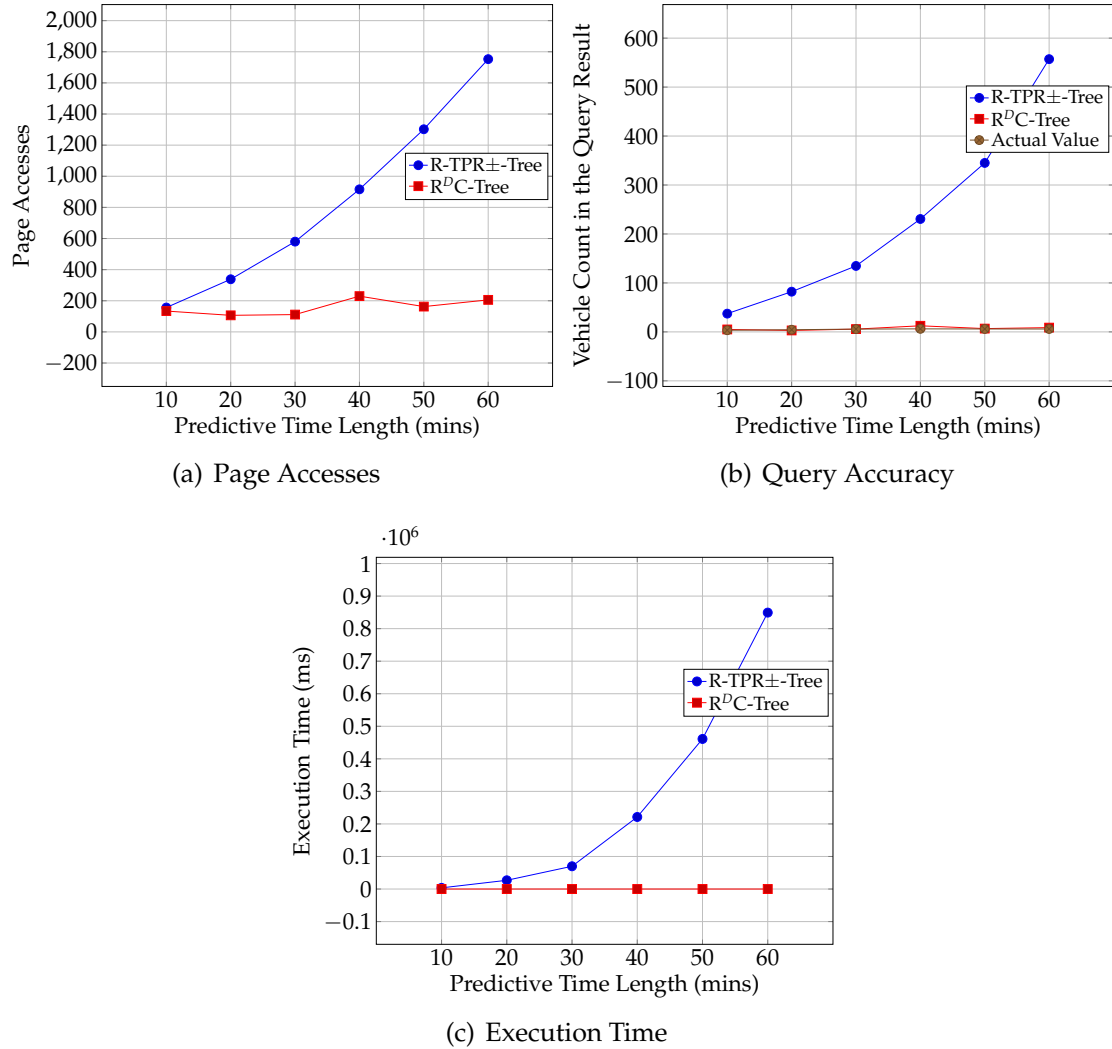 2,000
1,800
1,600
1,400
1,200
1,000
800
600
400
200
0
−200
Page Accesses
R-TPR±-Tree
RᴰC-Tree
10 20 30 40 50 60
Predictive Time Length (mins)
(a) Page Accesses
600
500
400
300
200
100
0
−100
Vehicle Count in the Query Result
R-TPR±-Tree
RᴰC-Tree
Actual Value
10 20 30 40 50 60
Predictive Time Length (mins)
(b) Query Accuracy
·10⁶
1
0.9
0.8
0.7
0.6
0.5
0.4
0.3
0.2
0.1
0
−0.1
Execution Time (ms)
R-TPR±-Tree
RᴰC-Tree
10 20 30 40 50 60
Predictive Time Length (mins)
(c) Execution Time